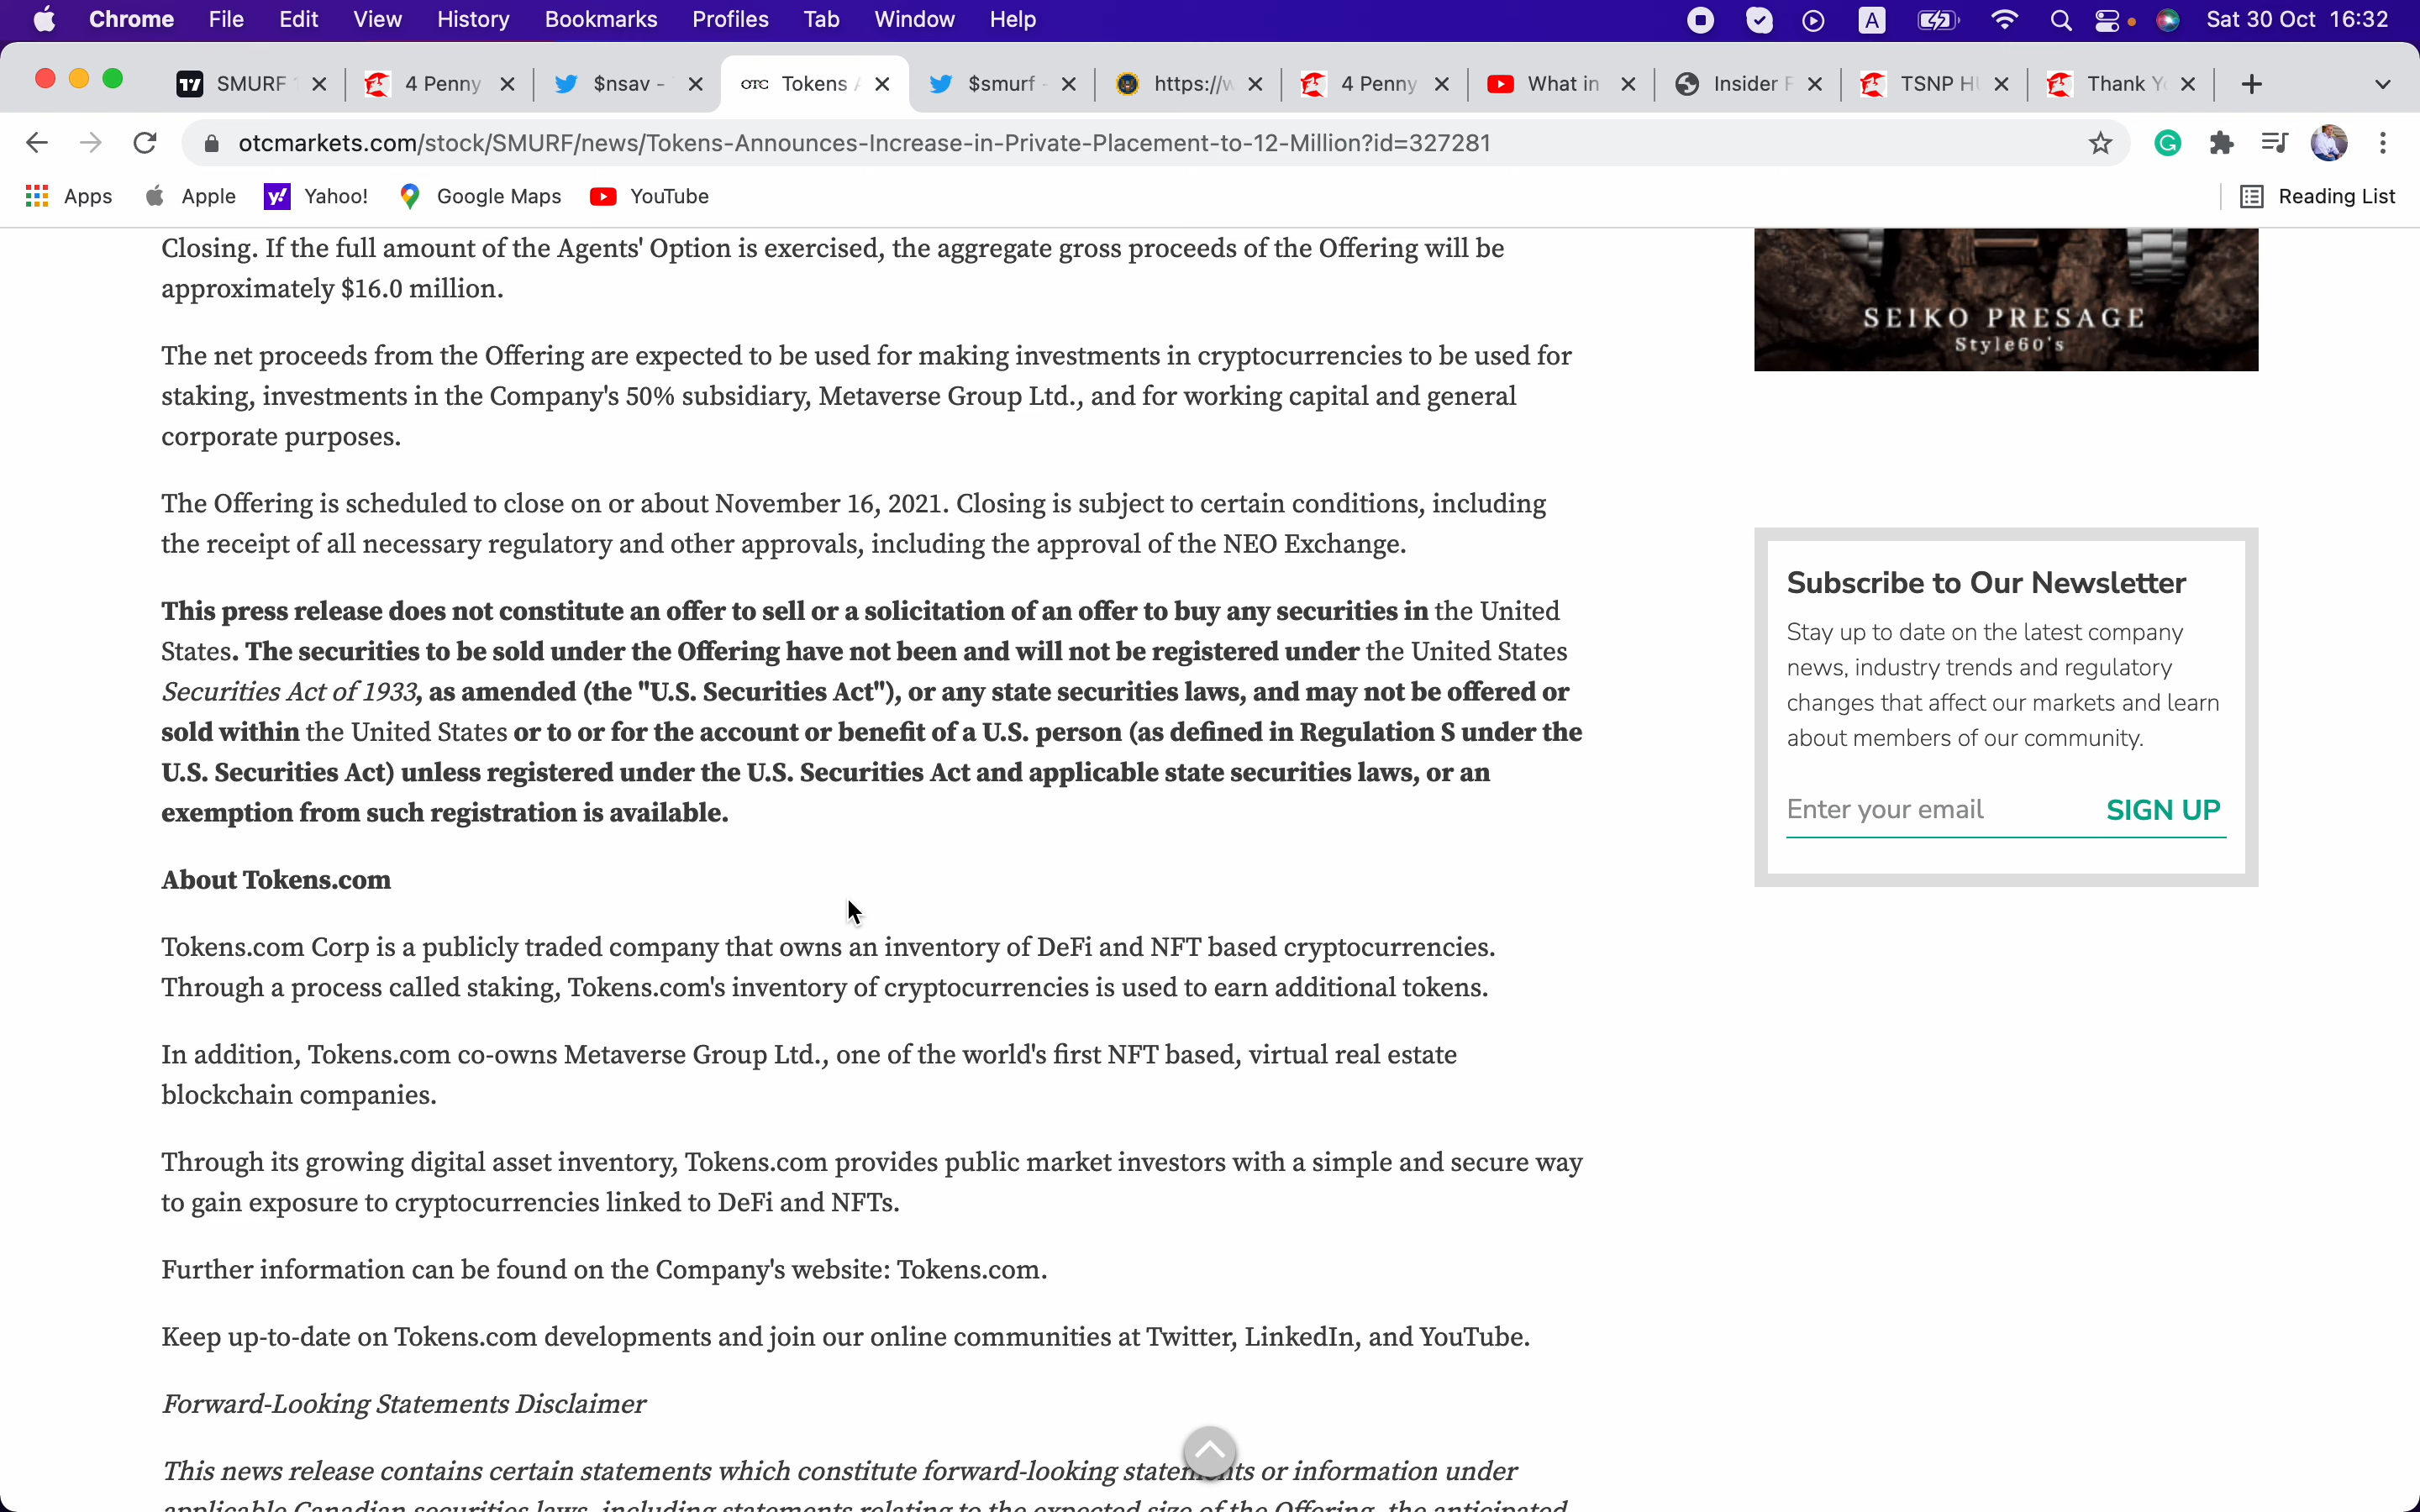 Chrome File Edit View History Bookmarks Profiles Tab Window Help A Sat 30 Oct 16:32
SMURF 4 Penny $nsav - OTC Tokens A $smurf - https://w 4 Penny What in Insider F TSNP HU Thank Yo
otcmarkets.com/stock/SMURF/news/Tokens-Announces-Increase-in-Private-Placement-to-12-Million?id=327281
Apps Apple Yahoo! Google Maps YouTube Reading List
Closing. If the full amount of the Agents' Option is exercised, the aggregate gross proceeds of the Offering will be
approximately $16.0 million.
The net proceeds from the Offering are expected to be used for making investments in cryptocurrencies to be used for
staking, investments in the Company's 50% subsidiary, Metaverse Group Ltd., and for working capital and general
corporate purposes.
The Offering is scheduled to close on or about November 16, 2021. Closing is subject to certain conditions, including
the receipt of all necessary regulatory and other approvals, including the approval of the NEO Exchange.
This press release does not constitute an offer to sell or a solicitation of an offer to buy any securities in the United
States. The securities to be sold under the Offering have not been and will not be registered under the United States
Securities Act of 1933, as amended (the "U.S. Securities Act"), or any state securities laws, and may not be offered or
sold within the United States or to or for the account or benefit of a U.S. person (as defined in Regulation S under the
U.S. Securities Act) unless registered under the U.S. Securities Act and applicable state securities laws, or an
exemption from such registration is available.
About Tokens.com
Tokens.com Corp is a publicly traded company that owns an inventory of DeFi and NFT based cryptocurrencies.
Through a process called staking, Tokens.com's inventory of cryptocurrencies is used to earn additional tokens.
In addition, Tokens.com co-owns Metaverse Group Ltd., one of the world's first NFT based, virtual real estate
blockchain companies.
Through its growing digital asset inventory, Tokens.com provides public market investors with a simple and secure way
to gain exposure to cryptocurrencies linked to DeFi and NFTs.
Further information can be found on the Company's website: Tokens.com.
Keep up-to-date on Tokens.com developments and join our online communities at Twitter, LinkedIn, and YouTube.
Forward-Looking Statements Disclaimer
This news release contains certain statements which constitute forward-looking statements or information under
applicable Canadian securities laws, including statements relating to the expected size of the Offering, the anticipated
SEIKO PRESAGE
Style60's
Subscribe to Our Newsletter
Stay up to date on the latest company
news, industry trends and regulatory
changes that affect our markets and learn
about members of our community.
Enter your email SIGN UP